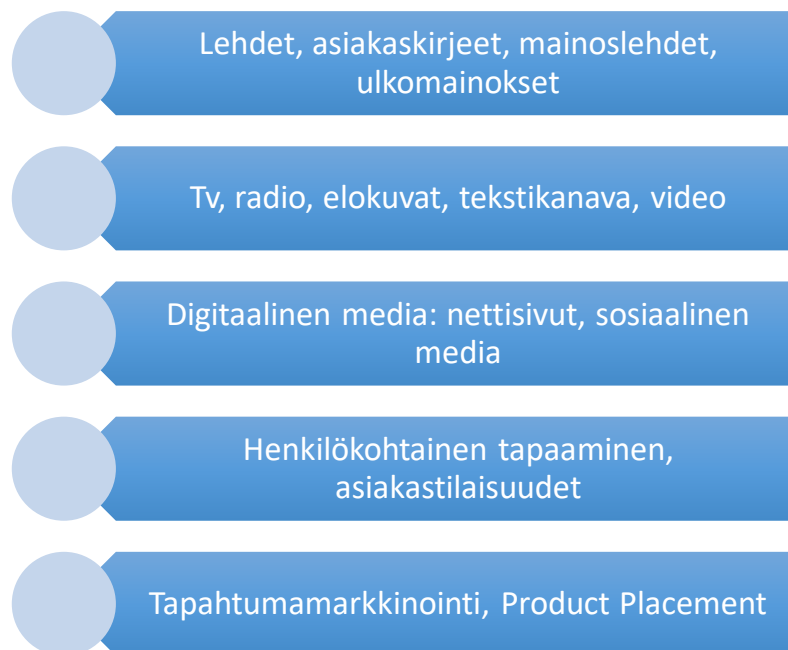 Lehdet, asiakaskirjeet, mainoslehdet,
ulkomainokset
Tv, radio, elokuvat, tekstikanava, video
Digitaalinen media: nettisivut, sosiaalinen
media
Henkilökohtainen tapaaminen,
asiakastilaisuudet
Tapahtumamarkkinointi, Product Placement